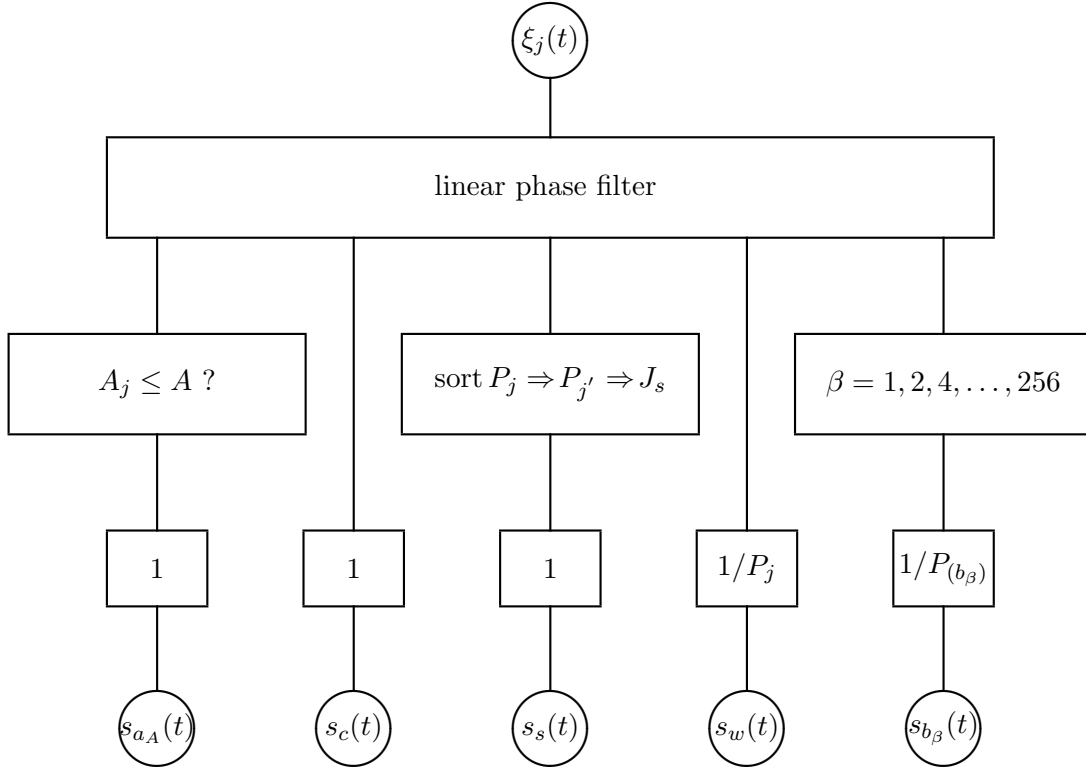 ξ_j(t)
linear phase filter
A_j ≤ A ?
sort P_j ⇒ P_{j'} ⇒ J_s
β = 1, 2, 4, . . . , 256
1
1
1
1/P_j
1/P_{(b_β)}
s_{a_A}(t)
s_c(t)
s_s(t)
s_w(t)
s_{b_β}(t)